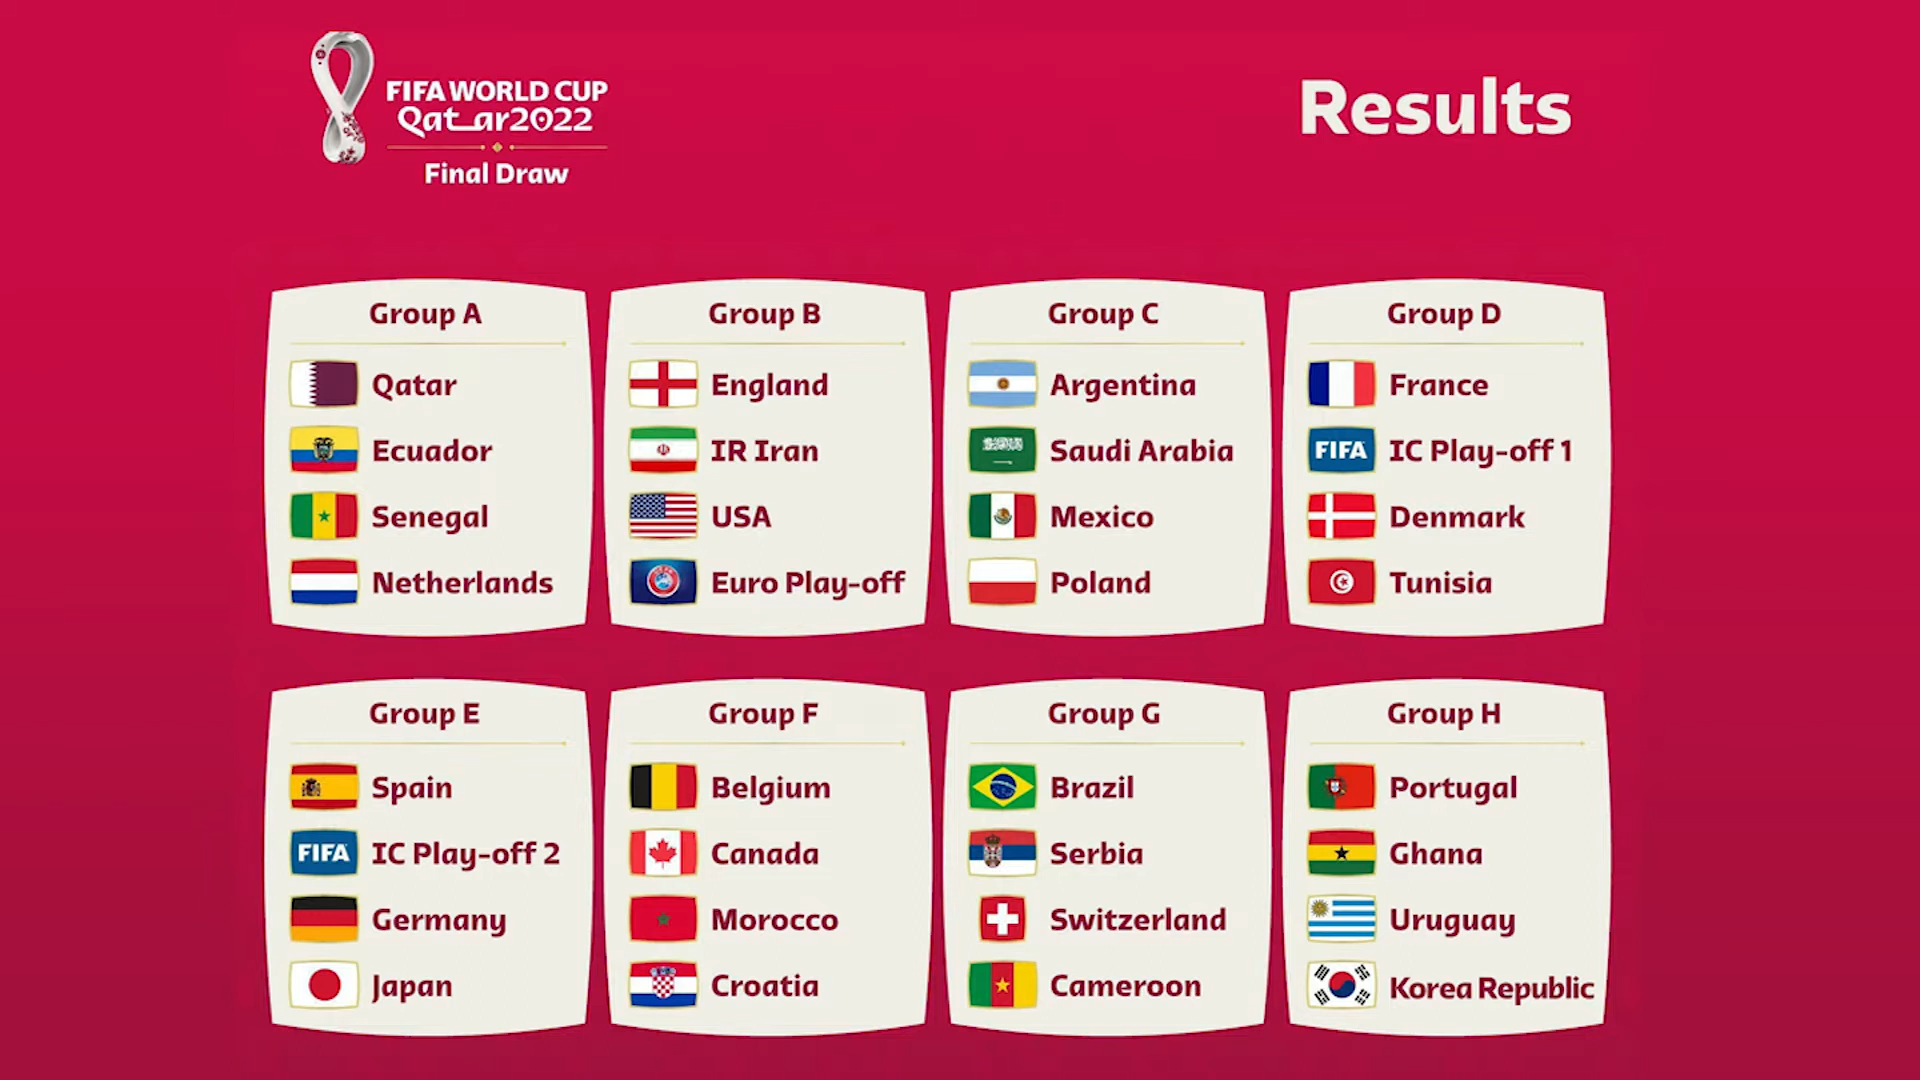 FIFA WORLD CUP
Qatar2022
Final Draw
Results
Group A
Qatar
Ecuador
Senegal
Netherlands
Group B
England
IR Iran
USA
Euro Play-off
Group C
Argentina
Saudi Arabia
Mexico
Poland
Group D
France
FIFA IC Play-off 1
Denmark
Tunisia
Group E
Spain
FIFA IC Play-off 2
Germany
Japan
Group F
Belgium
Canada
Morocco
Croatia
Group G
Brazil
Serbia
Switzerland
Cameroon
Group H
Portugal
Ghana
Uruguay
Korea Republic